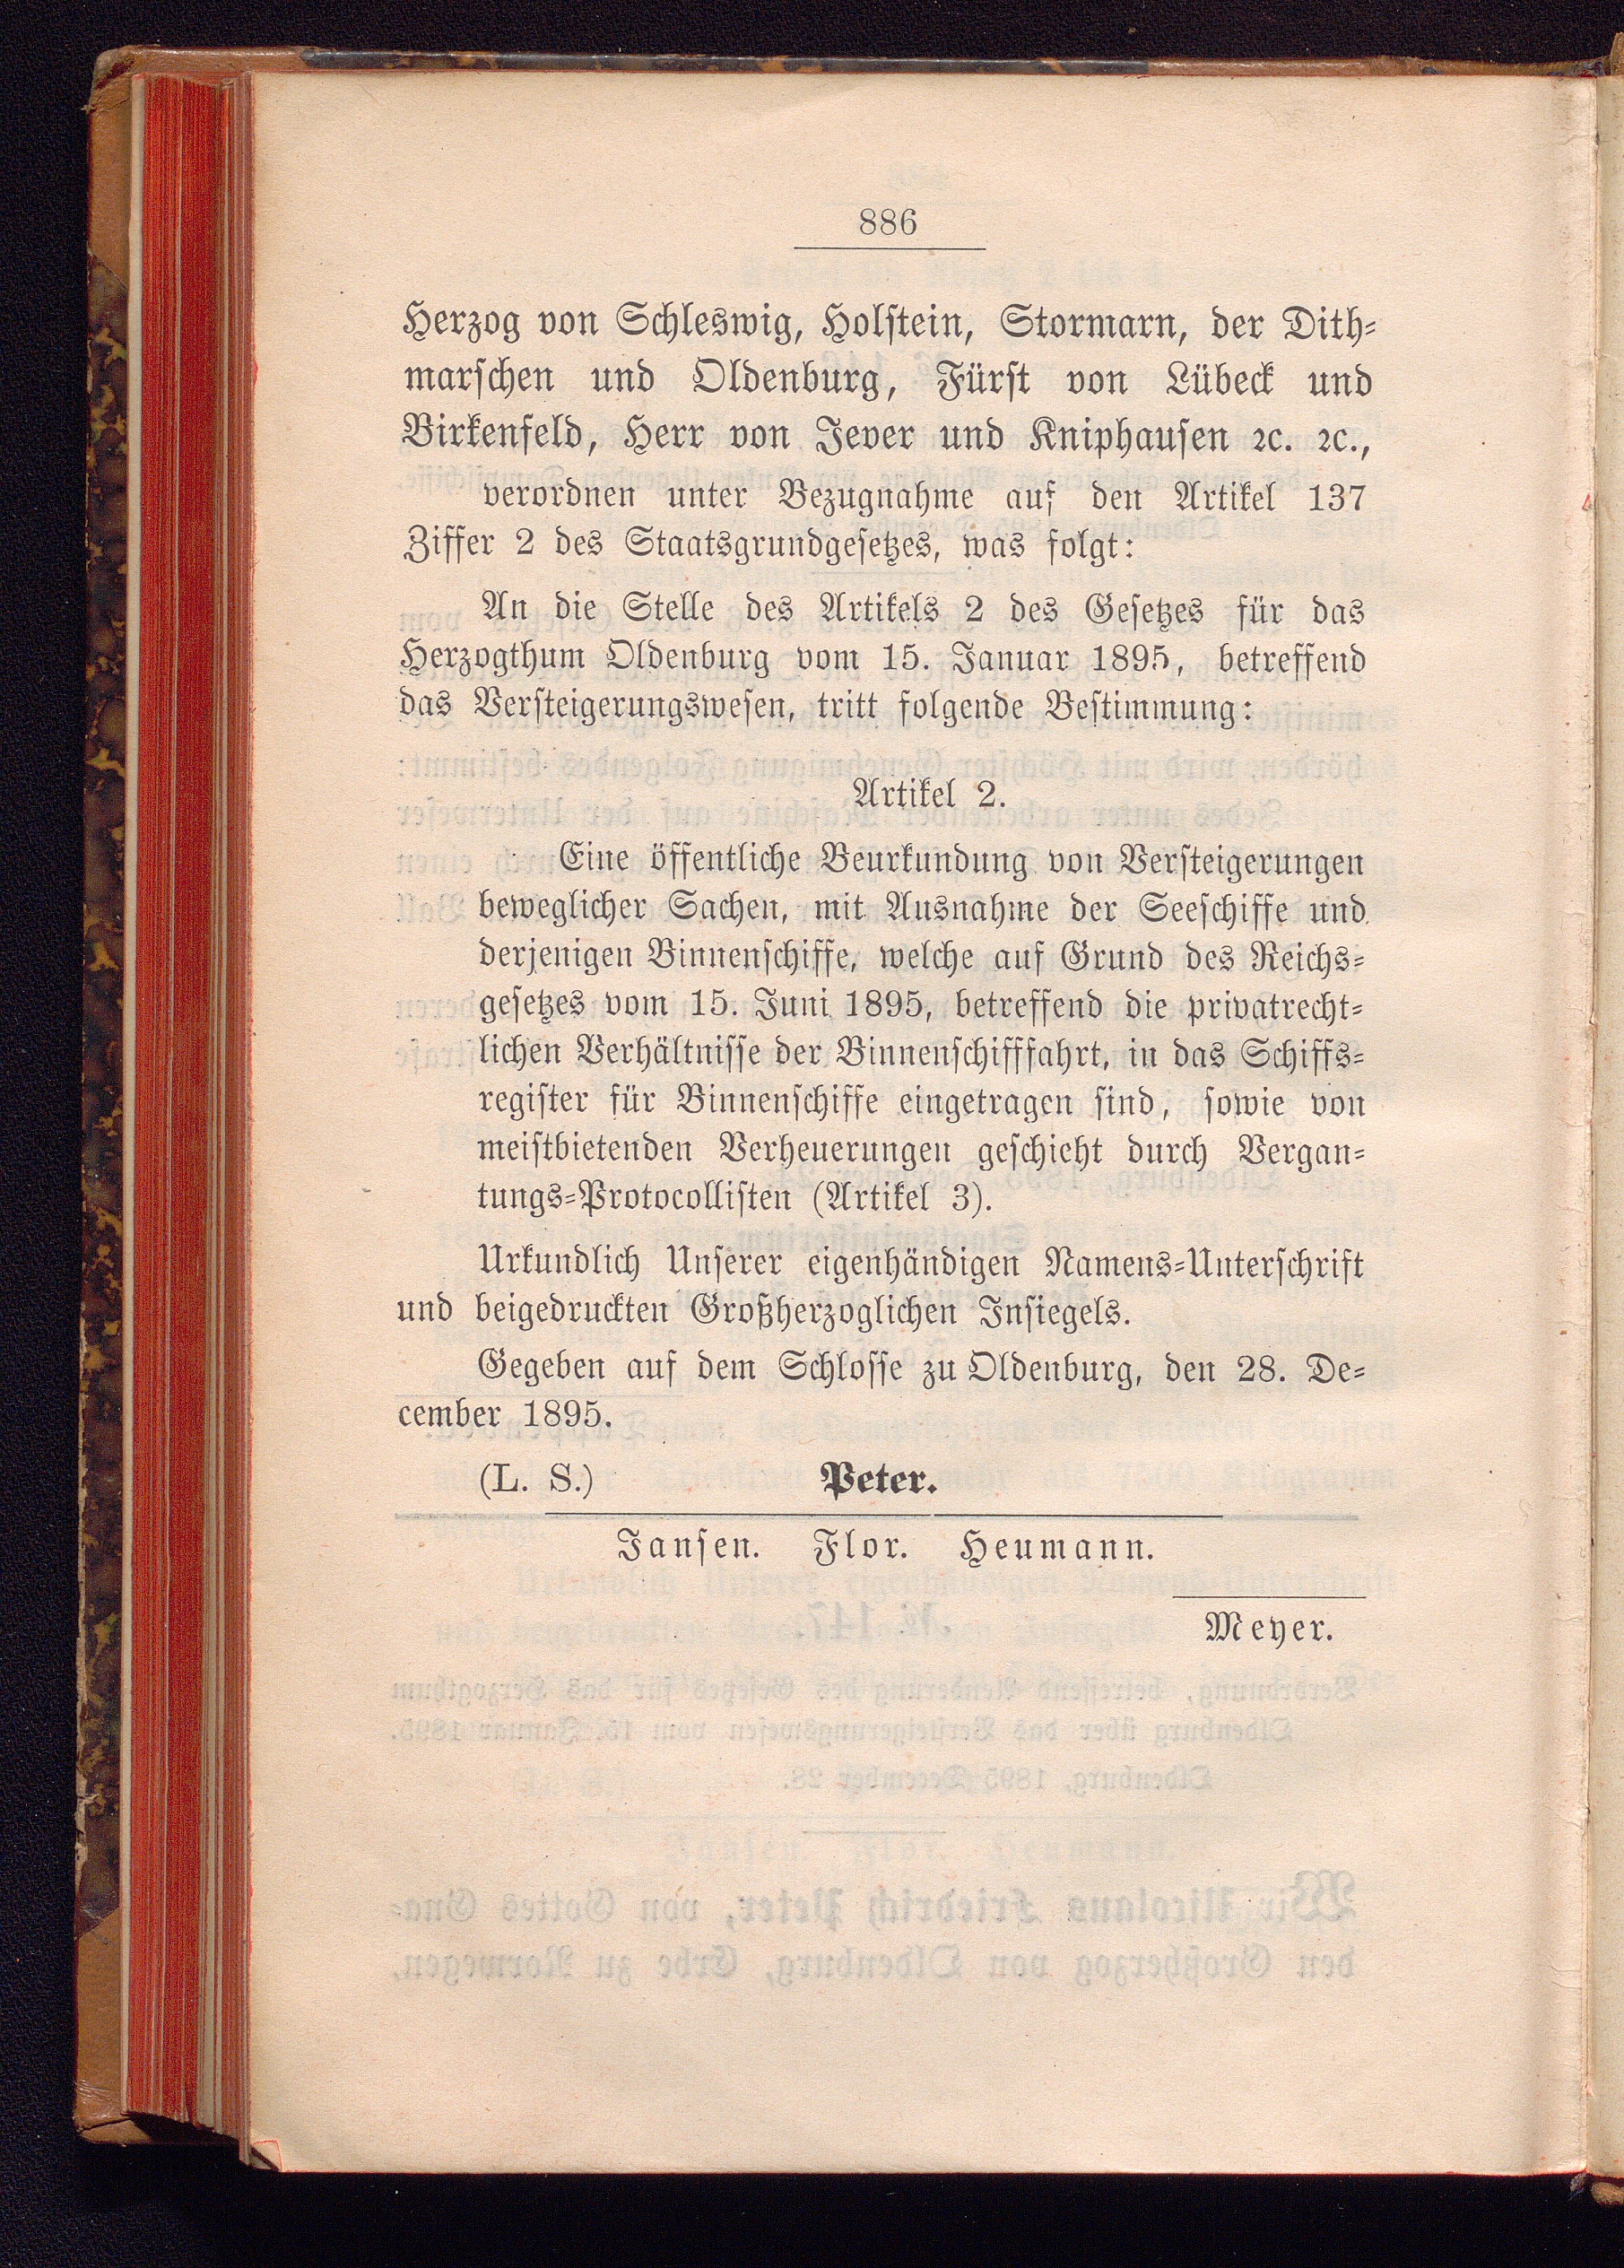 886
Herzog von Schleswig, Holstein, Stormarn, der Dith-
marschen und Oldenburg, Fürst von Lübeck und
Birkenfeld, Herr von Jever und Kniphausen ꝛc. ꝛc.,
verordnen unter Bezugnahme auf den Artikel 137
Ziffer 2 des Staatsgrundgesetzes, was folgt:
An die Stelle des Artikels 2 des Gesetzes für das
Herzogthum Oldenburg vom 15. Januar 1895, betreffend
das Versteigerungswesen, tritt folgende Bestimmung:
Artikel 2.
Eine öffentliche Beurkundung von Versteigerungen
beweglicher Sachen, mit Ausnahme der Seeschiffe und
derjenigen Binnenschiffe, welche auf Grund des Reichs-
gesetzes vom 15. Juni 1895, betreffend die privatrecht-
lichen Verhältnisse der Binnenschifffahrt, in das Schiffs-
register für Binnenschiffe eingetragen sind, sowie von
meistbietenden Verheuerungen geschieht durch Vergan-
tungs-Protocollisten (Artikel 3).
Urkundlich Unserer eigenhändigen Namens-Unterschrift
und beigedruckten Großherzoglichen Insiegels.
Gegeben auf dem Schlosse zu Oldenburg, den 28. De-
cember 1895.
(L. S.) Peter.
Jansen. Flor. Heumann.
Meyer.